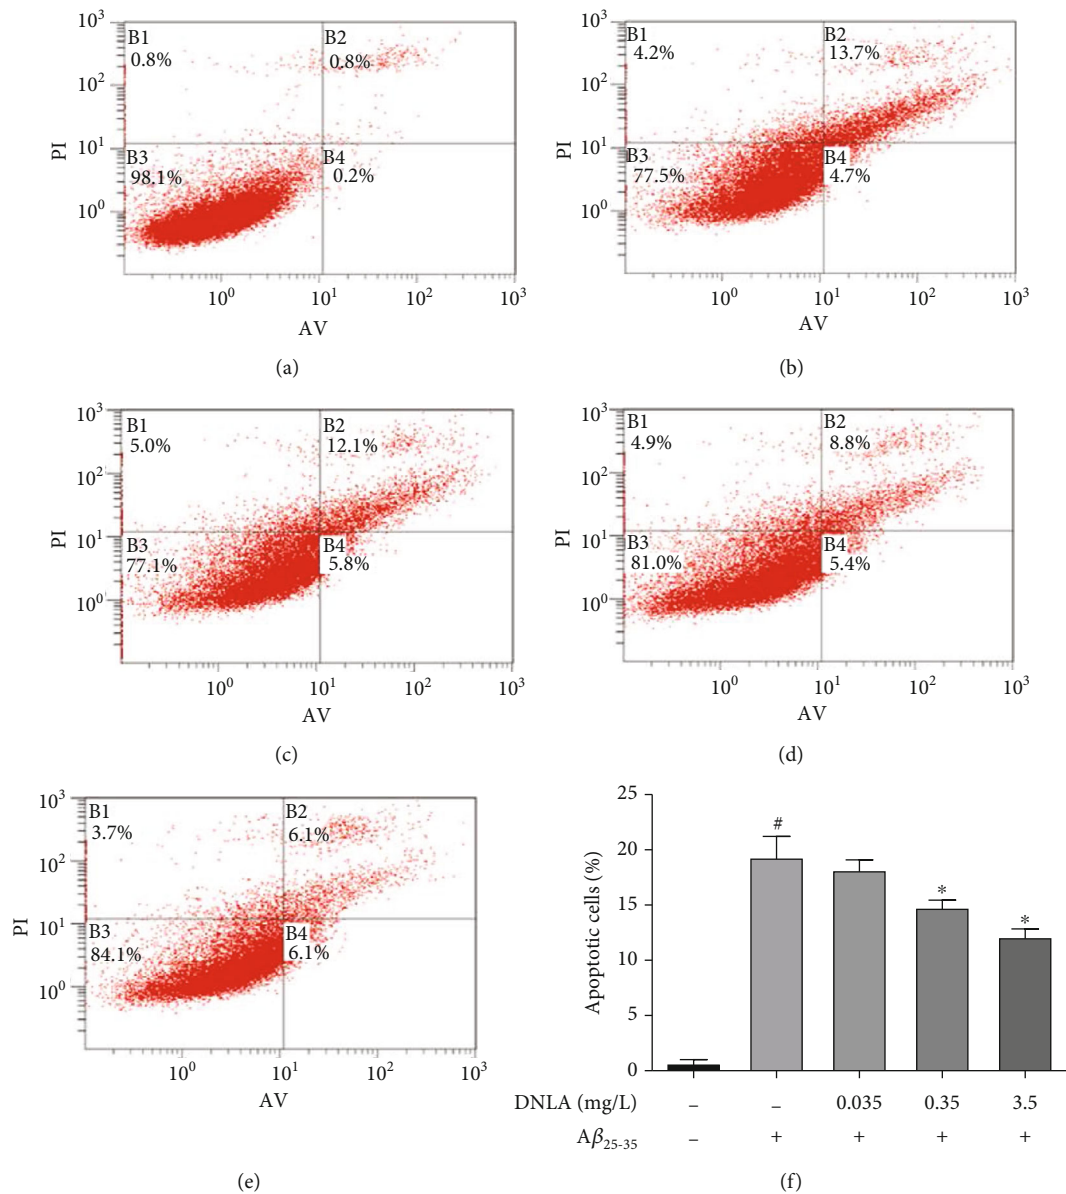 10³
B1 B2
0.8% 0.8%
10²
PI
10¹
B3 B4
98.1% 0.2%
10⁰
10⁰ 10¹ 10² 10³
AV
(a)
10³
B1 B2
4.2% 13.7%
10²
PI
10¹
B3 B4
77.5% 4.7%
10⁰
10⁰ 10¹ 10² 10³
AV
(b)
10³
B1 B2
5.0% 12.1%
10²
PI
10¹
B3 B4
77.1% 5.8%
10⁰
10⁰ 10¹ 10² 10³
AV
(c)
10³
B1 B2
4.9% 8.8%
10²
PI
10¹
B3 B4
81.0% 5.4%
10⁰
10⁰ 10¹ 10² 10³
AV
(d)
10³
B1 B2
3.7% 6.1%
10²
PI
10¹
B3 B4
84.1% 6.1%
10⁰
10⁰ 10¹ 10² 10³
AV
(e)
25
#
20
Apoptotic cells (%)
15
*
*
10
5
0
DNLA (mg/L) – – 0.035 0.35 3.5
Aβ₂₅₋₃₅ – + + + +
(f)